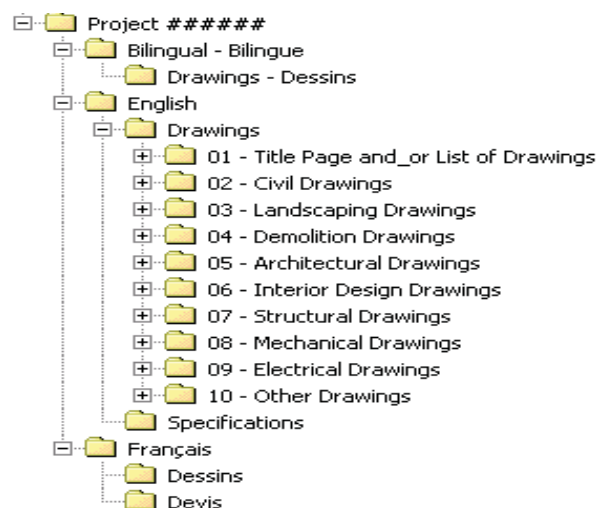 Project ######
Bilingual - Bilingue
Drawings - Dessins
English
Drawings
01 - Title Page and_or List of Drawings
02 - Civil Drawings
03 - Landscaping Drawings
04 - Demolition Drawings
05 - Architectural Drawings
06 - Interior Design Drawings
07 - Structural Drawings
08 - Mechanical Drawings
09 - Electrical Drawings
10 - Other Drawings
Specifications
Français
Dessins
Devis